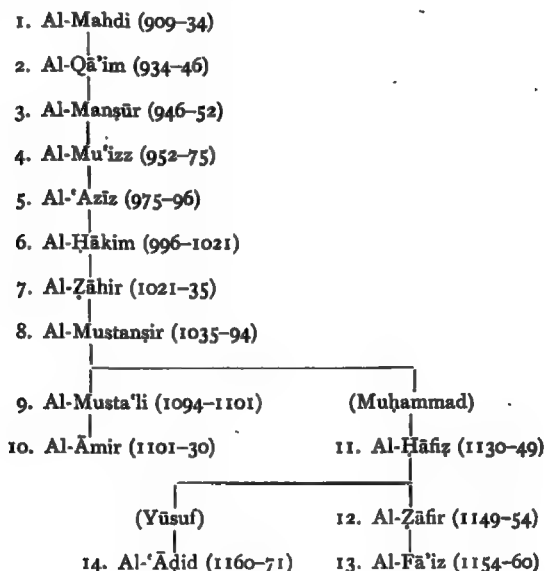 1. Al-Mahdi (909–34)
2. Al-Qā’im (934–46)
3. Al-Manṣūr (946–52)
4. Al-Mu‘izz (952–75)
5. Al-‘Azīz (975–96)
6. Al-Ḥākim (996–1021)
7. Al-Ẓāhir (1021–35)
8. Al-Mustanṣir (1035–94)
9. Al-Musta‘li (1094–1101) (Muḥammad)
10. Al-Āmir (1101–30) 11. Al-Ḥāfiẓ (1130–49)
(Yūsuf) 12. Al-Ẓāfir (1149–54)
14. Al-‘Āḍid (1160–71) 13. Al-Fā’iz (1154–60)